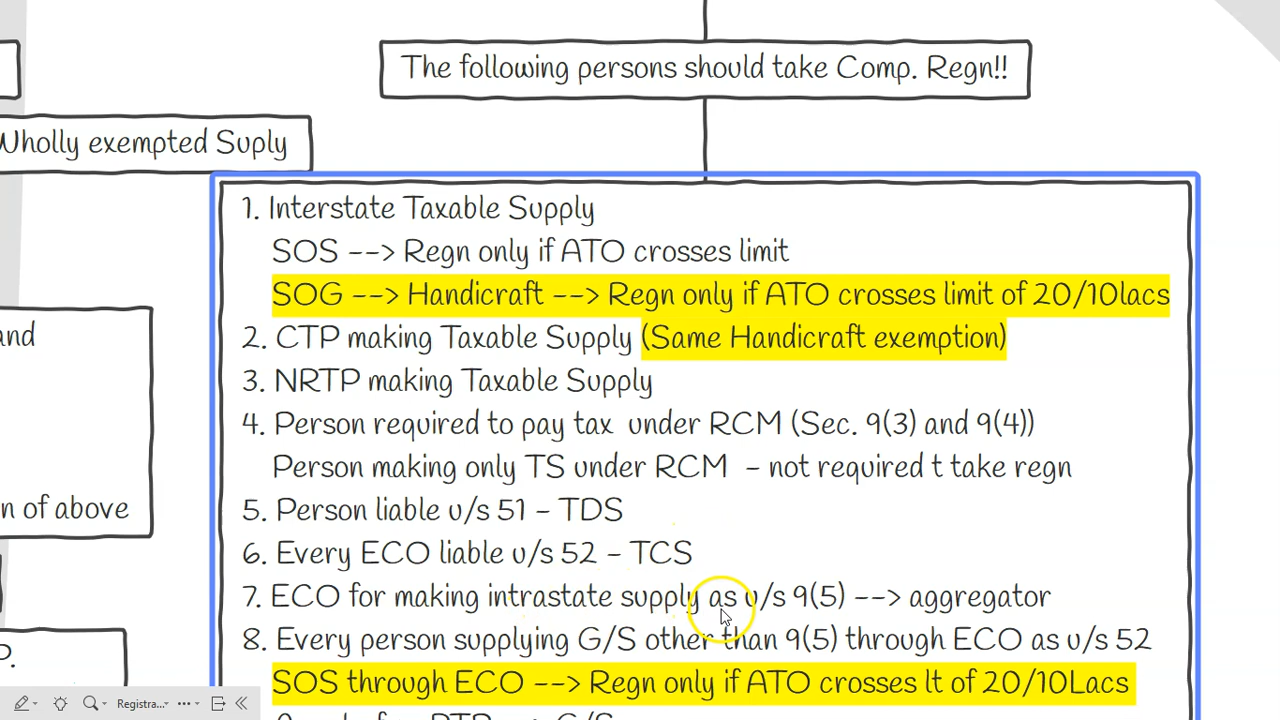 The following persons should take Comp. Regn!!
Wholly exempted Suply
1. Interstate Taxable Supply
SOS --> Regn only if ATO crosses limit
SOG --> Handicraft --> Regn only if ATO crosses limit of 20/10lacs
2. CTP making Taxable Supply (Same Handicraft exemption)
3. NRTP making Taxable Supply
4. Person required to pay tax under RCM (Sec. 9(3) and 9(4))
Person making only TS under RCM - not required t take regn
5. Person liable u/s 51 - TDS
6. Every ECO liable u/s 52 - TCS
7. ECO for making intrastate supply as u/s 9(5) --> aggregator
8. Every person supplying G/S other than 9(5) through ECO as u/s 52
SOS through ECO --> Regn only if ATO crosses lt of 20/10Lacs
and
n of above
P.
Registra...